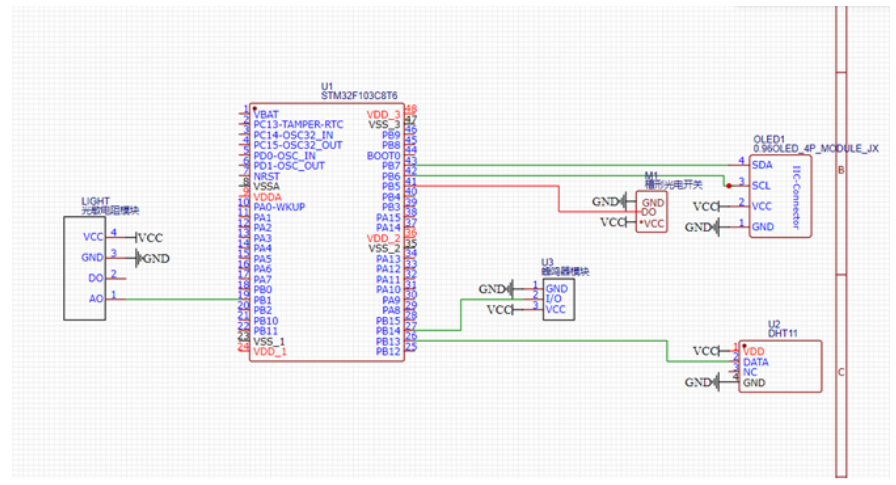 U1
STM32F103C8T6
1 VBAT
2 PC13-TAMPER-RTC
3 PC14-OSC32_IN
4 PC15-OSC32_OUT
5 PD0-OSC_IN
6 PD1-OSC_OUT
7 NRST
8 VSSA
9 VDDA
10 PA0-WKUP
11 PA1
12 PA2
13 PA3
14 PA4
15 PA5
16 PA6
17 PA7
18 PB0
19 PB1
20 PB2
21 PB10
22 PB11
23 VSS_1
24 VDD_1
VDD_3 48
VSS_3 47
PB9 46
PB8 45
BOOT0 44
PB7 43
PB6 42
PB5 41
PB4 40
PB3 39
PA15 38
PA14 37
VDD_2 36
VSS_2 35
PA13 34
PA12 33
PA11 32
PA10 31
PA9 30
PA8 29
PB15 28
PB14 27
PB13 26
PB12 25
LIGHT
光敏电阻模块
VCC 4 VCC
GND 3 GND
DO 2
AO 1
OLED1
0.96OLED_4P_MODULE_JX
4 SDA
3 SCL
VCC 2 VCC
GND 1 GND
IIC-Connector
M1
槽形光电开关
GND GND
DO
VCC VCC
U3
蜂鸣器模块
GND 1 GND
2 I/O
VCC 3 VCC
U2
DHT11
VCC 1 VDD
2 DATA
3 NC
GND 4 GND
B
C